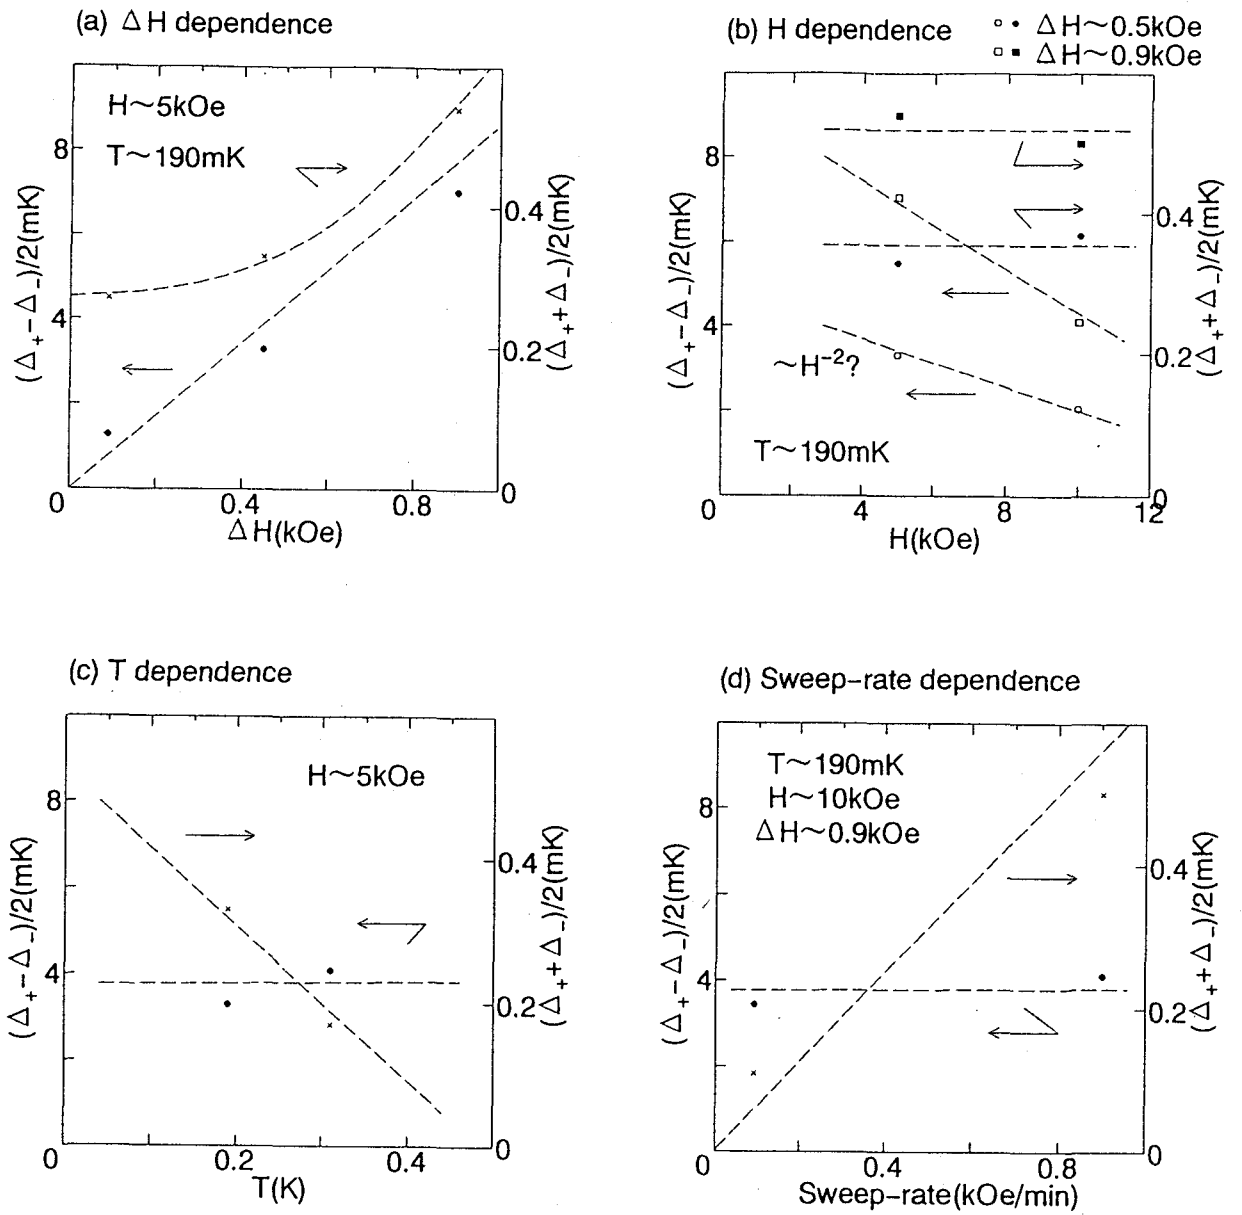 (a) ΔH dependence
H~5kOe
T~190mK
8
4
0
(Δ₊−Δ₋)/2(mK)
0.4
0.2
0
(Δ₊+Δ₋)/2(mK)
0.4
0.8
ΔH(kOe)
(b) H dependence
○ ● ΔH~0.5kOe
□ ■ ΔH~0.9kOe
8
4
0
(Δ₊−Δ₋)/2(mK)
~H⁻²?
T~190mK
0.4
0.2
0
(Δ₊+Δ₋)/2(mK)
4
8
12
H(kOe)
(c) T dependence
H~5kOe
8
4
0
(Δ₊−Δ₋)/2(mK)
0.4
0.2
0
(Δ₊+Δ₋)/2(mK)
0.2
0.4
T(K)
(d) Sweep−rate dependence
T~190mK
H~10kOe
ΔH~0.9kOe
8
4
0
(Δ₊−Δ₋)/2(mK)
0.4
0.2
0
(Δ₊+Δ₋)/2(mK)
0.4
0.8
Sweep−rate(kOe/min)